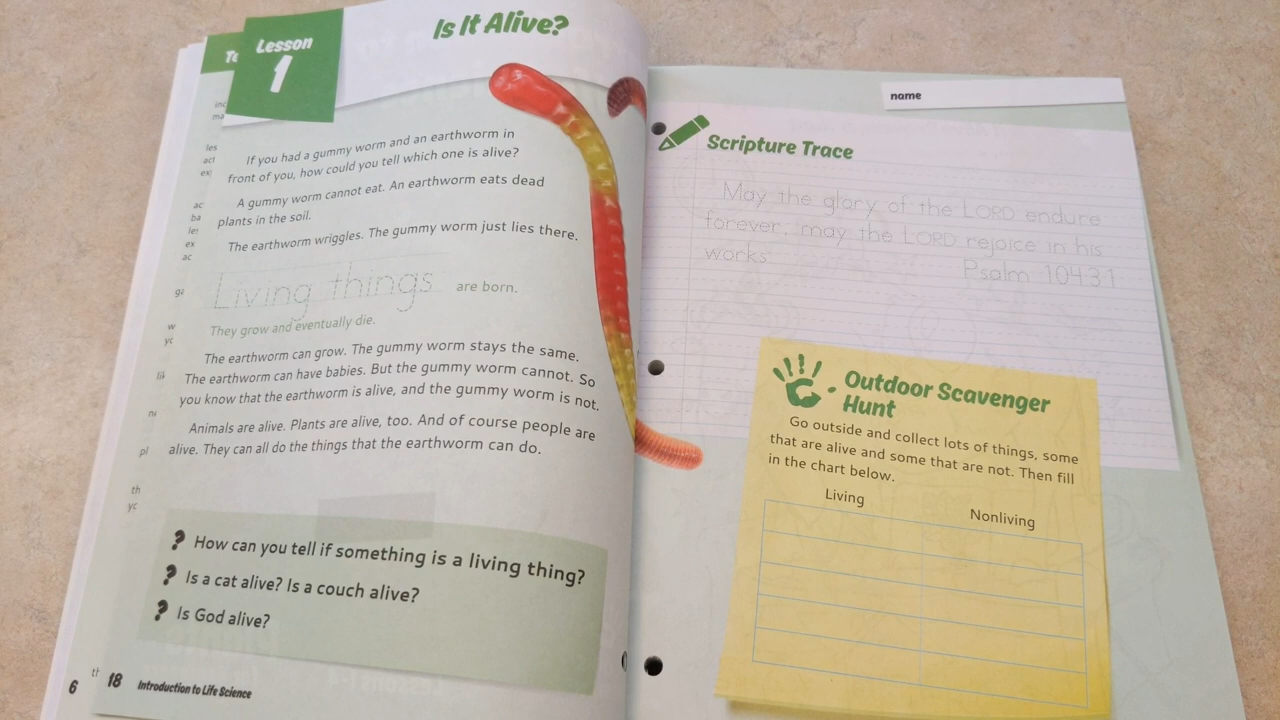 Lesson
1
Is It Alive?
If you had a gummy worm and an earthworm in
front of you, how could you tell which one is alive?
A gummy worm cannot eat. An earthworm eats dead
plants in the soil.
The earthworm wriggles. The gummy worm just lies there.
Living things are born.
They grow and eventually die.
The earthworm can grow. The gummy worm stays the same.
The earthworm can have babies. But the gummy worm cannot. So
you know that the earthworm is alive, and the gummy worm is not.
Animals are alive. Plants are alive, too. And of course people are
alive. They can all do the things that the earthworm can do.
? How can you tell if something is a living thing?
? Is a cat alive? Is a couch alive?
? Is God alive?
6
18 Introduction to Life Science
name
Scripture Trace
May the glory of the LORD endure
forever; may the LORD rejoice in his
works
Psalm 104:31
Outdoor Scavenger
Hunt
Go outside and collect lots of things, some
that are alive and some that are not. Then fill
in the chart below.
Living Nonliving